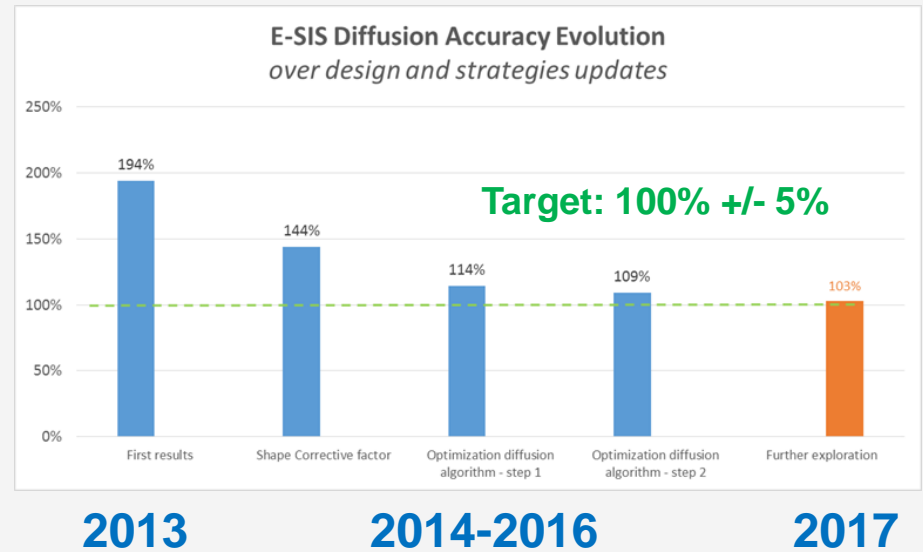 E-SIS Diffusion Accuracy Evolution
over design and strategies updates
250%
200%
150%
100%
50%
0%
194%
144%
114%
109%
103%
Target: 100% +/- 5%
First results
Shape Corrective factor
Optimization diffusion
algorithm - step 1
Optimization diffusion
algorithm - step 2
Further exploration
2013
2014-2016
2017